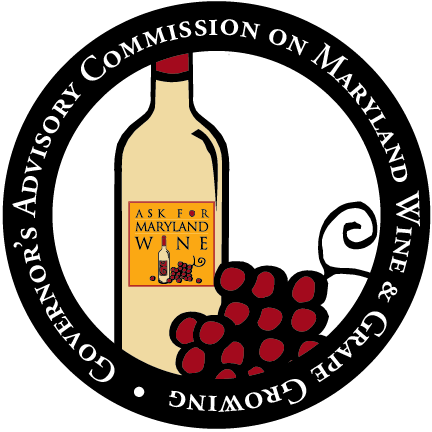 GOVERNOR'S ADVISORY COMMISSION ON MARYLAND WINE & GRAPE GROWING •
ASK FOR
MARYLAND
WINE